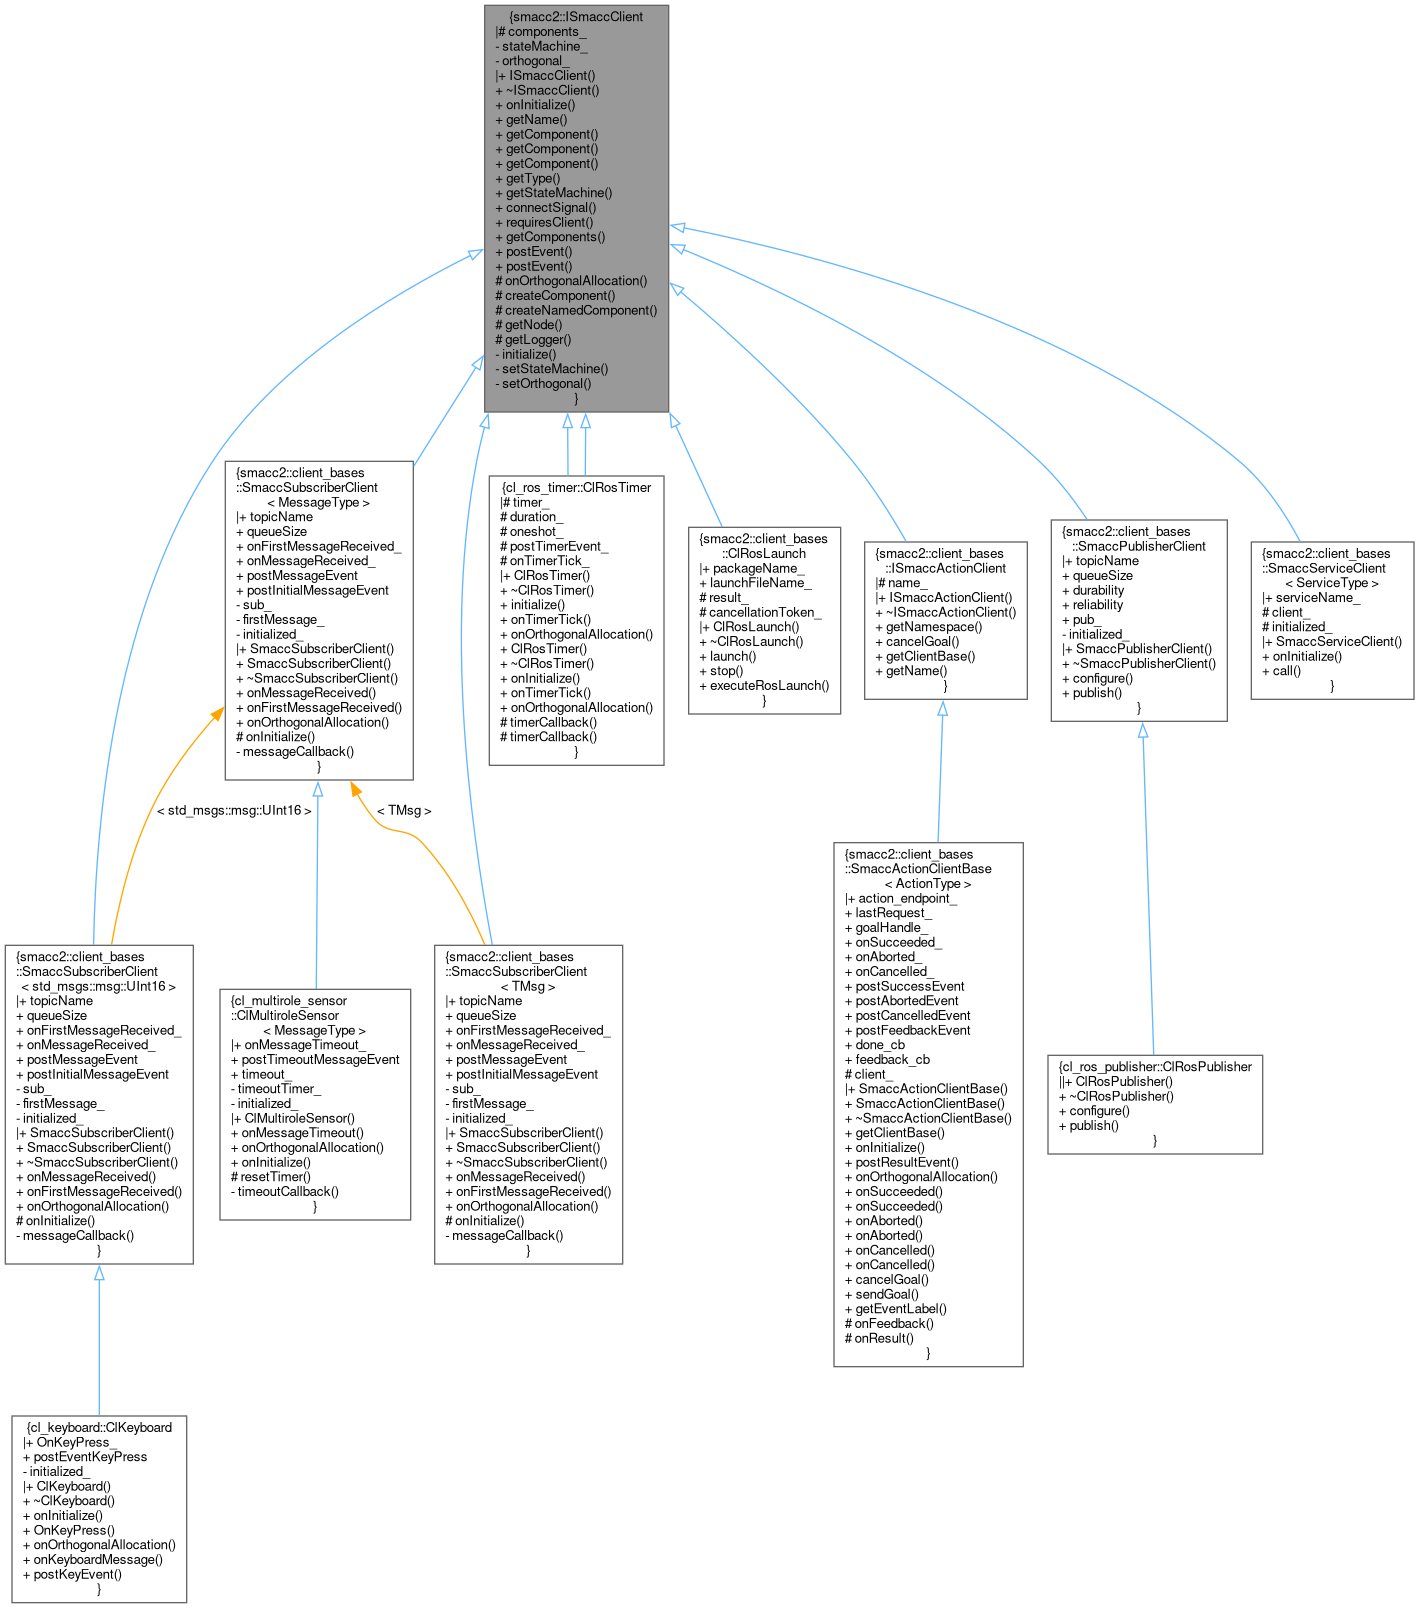 {smacc2::ISmaccClient
|# components_
- stateMachine_
- orthogonal_
|+ ISmaccClient()
+ ~ISmaccClient()
+ onInitialize()
+ getName()
+ getComponent()
+ getComponent()
+ getComponent()
+ getType()
+ getStateMachine()
+ connectSignal()
+ requiresClient()
+ getComponents()
+ postEvent()
+ postEvent()
# onOrthogonalAllocation()
# createComponent()
# createNamedComponent()
# getNode()
# getLogger()
- initialize()
- setStateMachine()
- setOrthogonal()
}
{smacc2::client_bases
::SmaccSubscriberClient
< MessageType >
|+ topicName
+ queueSize
+ onFirstMessageReceived_
+ onMessageReceived_
+ postMessageEvent
+ postInitialMessageEvent
- sub_
- firstMessage_
- initialized_
|+ SmaccSubscriberClient()
+ SmaccSubscriberClient()
+ ~SmaccSubscriberClient()
+ onMessageReceived()
+ onFirstMessageReceived()
+ onOrthogonalAllocation()
# onInitialize()
- messageCallback()
}
{cl_ros_timer::ClRosTimer
|# timer_
# duration_
# oneshot_
# postTimerEvent_
# onTimerTick_
|+ ClRosTimer()
+ ~ClRosTimer()
+ initialize()
+ onTimerTick()
+ onOrthogonalAllocation()
+ ClRosTimer()
+ ~ClRosTimer()
+ onInitialize()
+ onTimerTick()
+ onOrthogonalAllocation()
# timerCallback()
# timerCallback()
}
{smacc2::client_bases
::ClRosLaunch
|+ packageName_
+ launchFileName_
# result_
# cancellationToken_
|+ ClRosLaunch()
+ ~ClRosLaunch()
+ launch()
+ stop()
+ executeRosLaunch()
}
{smacc2::client_bases
::ISmaccActionClient
|# name_
|+ ISmaccActionClient()
+ ~ISmaccActionClient()
+ getNamespace()
+ cancelGoal()
+ getClientBase()
+ getName()
}
{smacc2::client_bases
::SmaccPublisherClient
|+ topicName
+ queueSize
+ durability
+ reliability
+ pub_
- initialized_
|+ SmaccPublisherClient()
+ ~SmaccPublisherClient()
+ configure()
+ publish()
}
{smacc2::client_bases
::SmaccServiceClient
< ServiceType >
|+ serviceName_
# client_
# initialized_
|+ SmaccServiceClient()
+ onInitialize()
+ call()
}
< std_msgs::msg::UInt16 >
< TMsg >
{smacc2::client_bases
::SmaccSubscriberClient
< std_msgs::msg::UInt16 >
|+ topicName
+ queueSize
+ onFirstMessageReceived_
+ onMessageReceived_
+ postMessageEvent
+ postInitialMessageEvent
- sub_
- firstMessage_
- initialized_
|+ SmaccSubscriberClient()
+ SmaccSubscriberClient()
+ ~SmaccSubscriberClient()
+ onMessageReceived()
+ onFirstMessageReceived()
+ onOrthogonalAllocation()
# onInitialize()
- messageCallback()
}
{cl_multirole_sensor
::ClMultiroleSensor
< MessageType >
|+ onMessageTimeout_
+ postTimeoutMessageEvent
+ timeout_
- timeoutTimer_
- initialized_
|+ ClMultiroleSensor()
+ onMessageTimeout()
+ onOrthogonalAllocation()
+ onInitialize()
# resetTimer()
- timeoutCallback()
}
{smacc2::client_bases
::SmaccSubscriberClient
< TMsg >
|+ topicName
+ queueSize
+ onFirstMessageReceived_
+ onMessageReceived_
+ postMessageEvent
+ postInitialMessageEvent
- sub_
- firstMessage_
- initialized_
|+ SmaccSubscriberClient()
+ SmaccSubscriberClient()
+ ~SmaccSubscriberClient()
+ onMessageReceived()
+ onFirstMessageReceived()
+ onOrthogonalAllocation()
# onInitialize()
- messageCallback()
}
{smacc2::client_bases
::SmaccActionClientBase
< ActionType >
|+ action_endpoint_
+ lastRequest_
+ goalHandle_
+ onSucceeded_
+ onAborted_
+ onCancelled_
+ postSuccessEvent
+ postAbortedEvent
+ postCancelledEvent
+ postFeedbackEvent
+ done_cb
+ feedback_cb
# client_
|+ SmaccActionClientBase()
+ SmaccActionClientBase()
+ ~SmaccActionClientBase()
+ getClientBase()
+ onInitialize()
+ postResultEvent()
+ onOrthogonalAllocation()
+ onSucceeded()
+ onSucceeded()
+ onAborted()
+ onAborted()
+ onCancelled()
+ onCancelled()
+ cancelGoal()
+ sendGoal()
+ getEventLabel()
# onFeedback()
# onResult()
}
{cl_ros_publisher::ClRosPublisher
||+ ClRosPublisher()
+ ~ClRosPublisher()
+ configure()
+ publish()
}
{cl_keyboard::ClKeyboard
|+ OnKeyPress_
+ postEventKeyPress
- initialized_
|+ ClKeyboard()
+ ~ClKeyboard()
+ onInitialize()
+ OnKeyPress()
+ onOrthogonalAllocation()
+ onKeyboardMessage()
+ postKeyEvent()
}